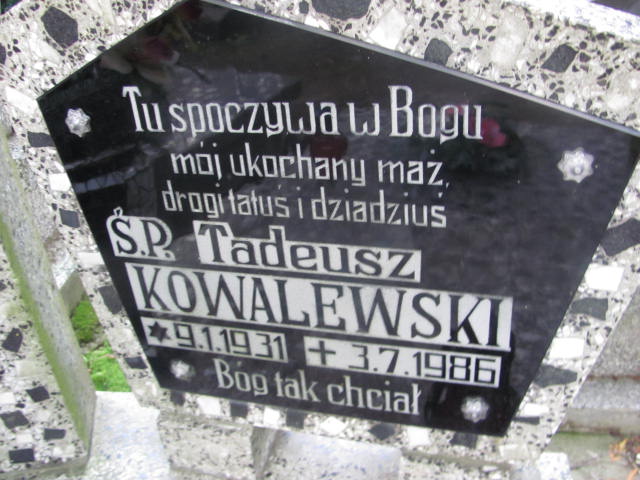 Tu spoczywa w Bogu
mój ukochany mąż,
drogi tatuś i dziadziuś
Ś.P. Tadeusz
KOWALEWSKI
* 9.1.1931 + 3.7.1986
Bóg tak chciał